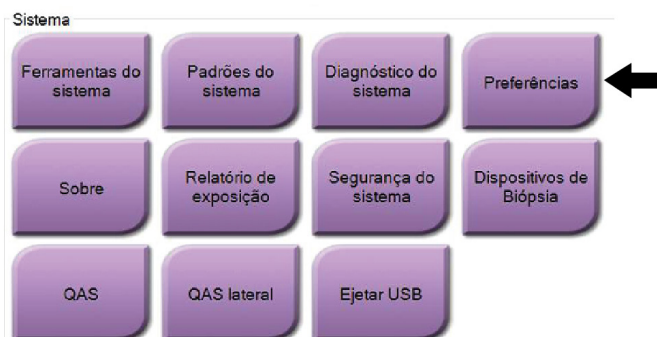 Sistema
Ferramentas do
sistema
Padrões do
sistema
Diagnóstico do
sistema
Preferências
Sobre
Relatório de
exposição
Segurança do
sistema
Dispositivos de
Biópsia
QAS
QAS lateral
Ejetar USB